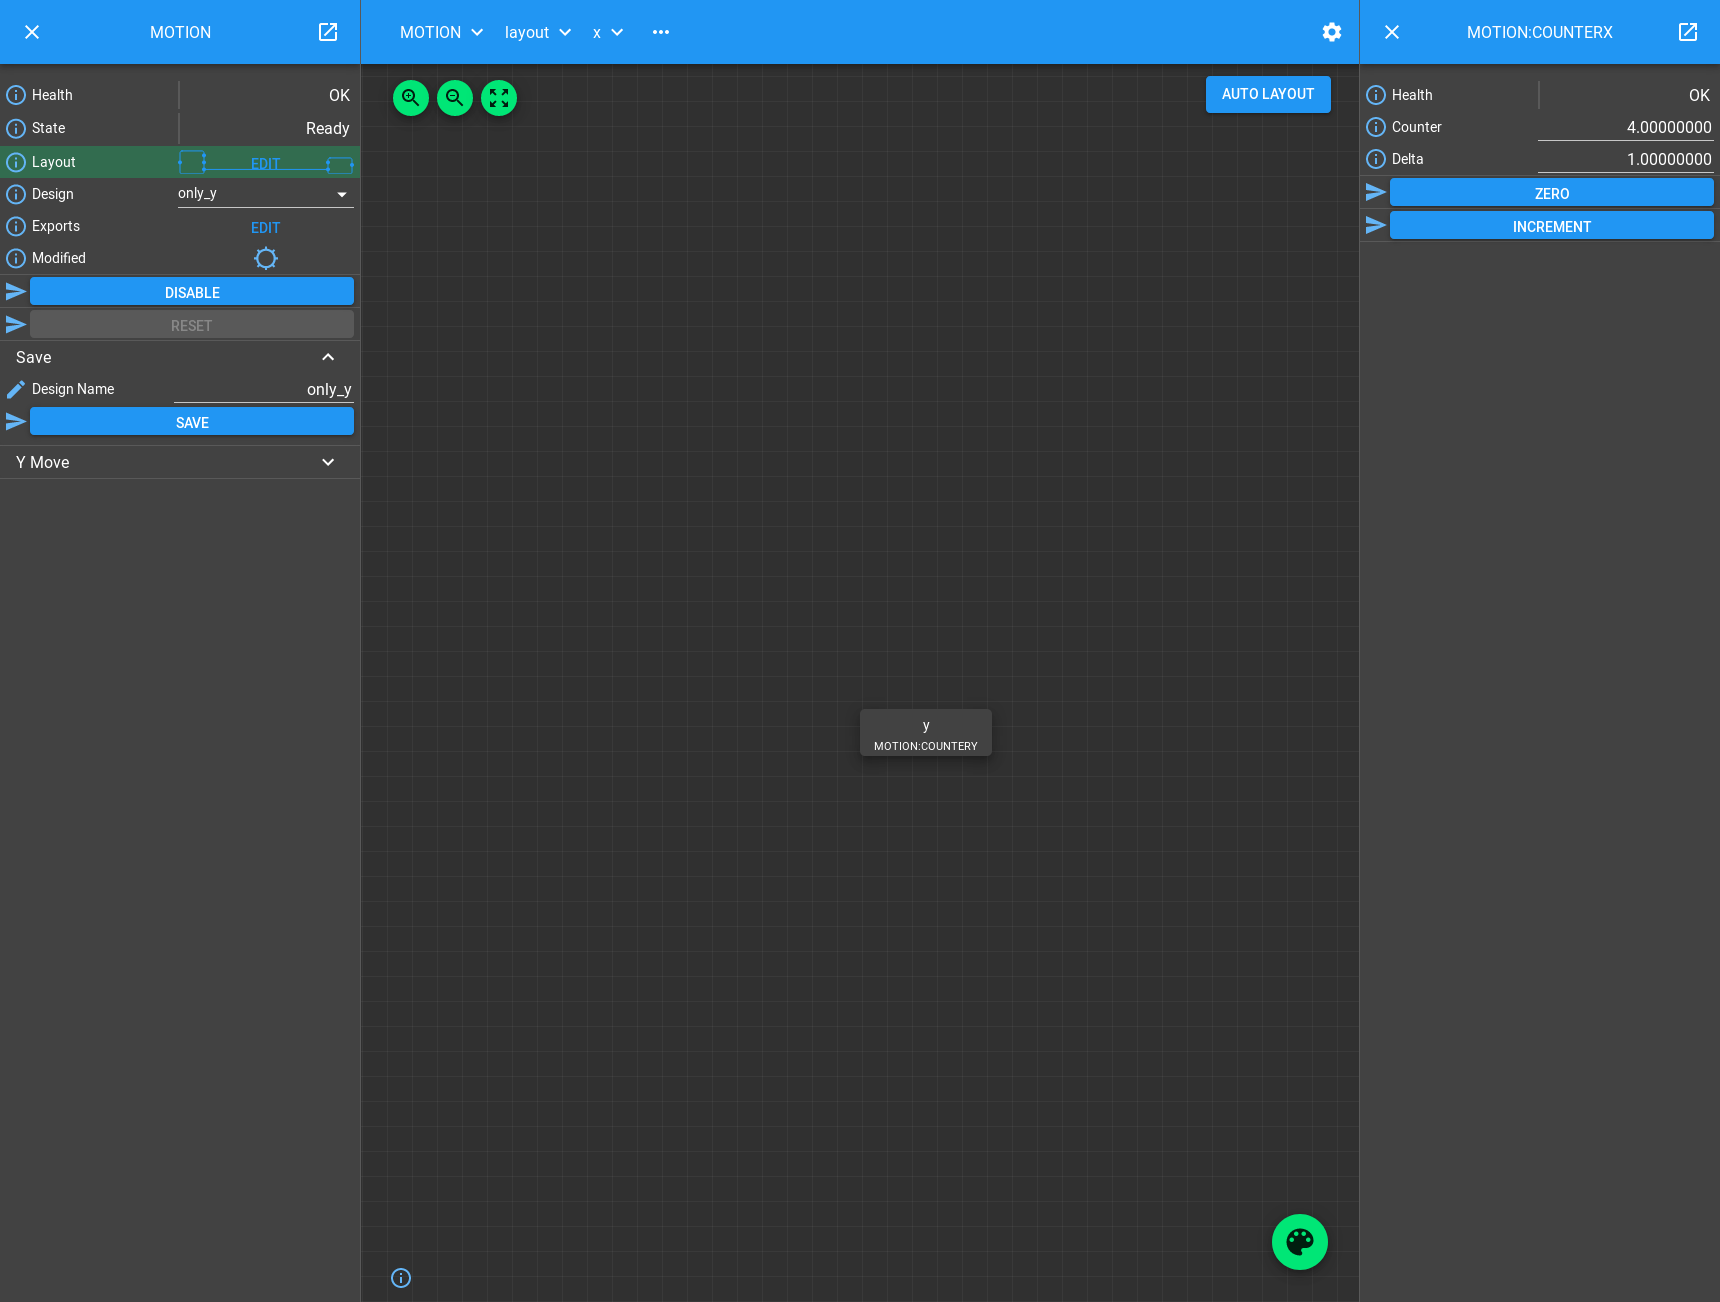 MOTION
Health OK
State Ready
Layout EDIT
Design only_y
Exports EDIT
Modified
DISABLE
RESET
Save
Design Name only_y
SAVE
Y Move
MOTION layout x
AUTO LAYOUT
y
MOTION:COUNTERY
MOTION:COUNTERX
Health OK
Counter 4.00000000
Delta 1.00000000
ZERO
INCREMENT